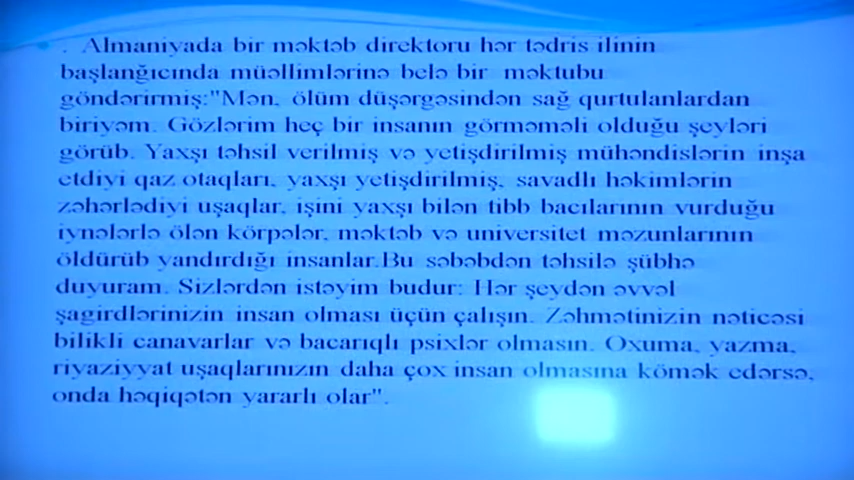 . Almaniyada bir məktəb direktoru hər tədris ilinin
başlanğıcında müəllimlərinə belə bir məktubu
göndərirmiş:"Mən, ölüm düşərgəsindən sağ qurtulanlardan
biriyəm. Gözlərim heç bir insanın görməməli olduğu şeyləri
görüb. Yaxşı təhsil verilmiş və yetişdirilmiş mühəndislərin inşa
etdiyi qaz otaqları, yaxşı yetişdirilmiş, savadlı həkimlərin
zəhərlədiyi uşaqlar, işini yaxşı bilən tibb bacılarının vurduğu
iynələrlə ölən körpələr, məktəb və universitet məzunlarının
öldürüb yandırdığı insanlar.Bu səbəbdən təhsilə şübhə
duyuram. Sizlərdən istəyim budur: Hər şeydən əvvəl
şagirdlərinizin insan olması üçün çalışın. Zəhmətinizin nəticəsi
bilikli canavarlar və bacarıqlı psixlər olmasın. Oxuma, yazma,
riyaziyyat uşaqlarınızın daha çox insan olmasına kömək edərsə,
onda həqiqətən yararlı olar".